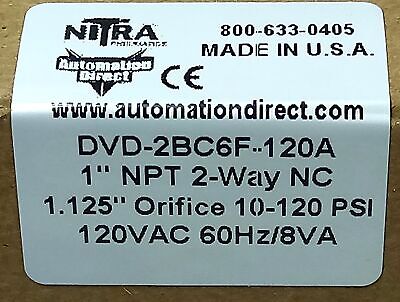 NITRA 800-633-0405
PNEUMATICS MADE IN U.S.A.
Automation
Direct CE
www.automationdirect.com
DVD-2BC6F-120A
1" NPT 2-Way NC
1.125" Orifice 10-120 PSI
120VAC 60Hz/8VA